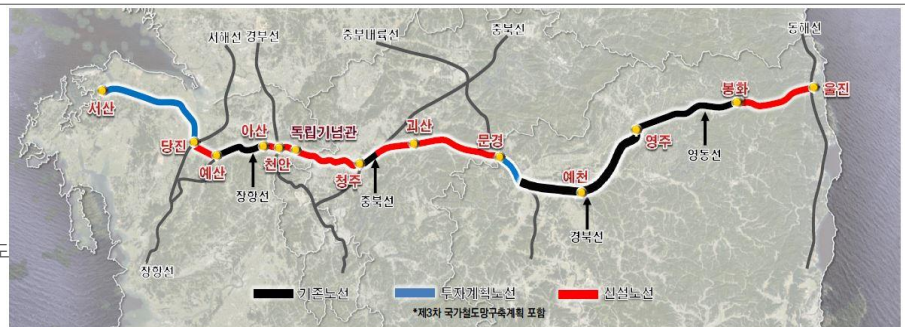 서해선 경부선
충부내륙선
충북선
동해선
서산
당진
예산
아산
천안
독립기념관
청주
괴산
문경
예천
영주
봉화
울진
장항선
충북선
경북선
영동선
장항선
도
기존노선
투자계획노선
신설노선
*제3차 국가철도망구축계획 포함